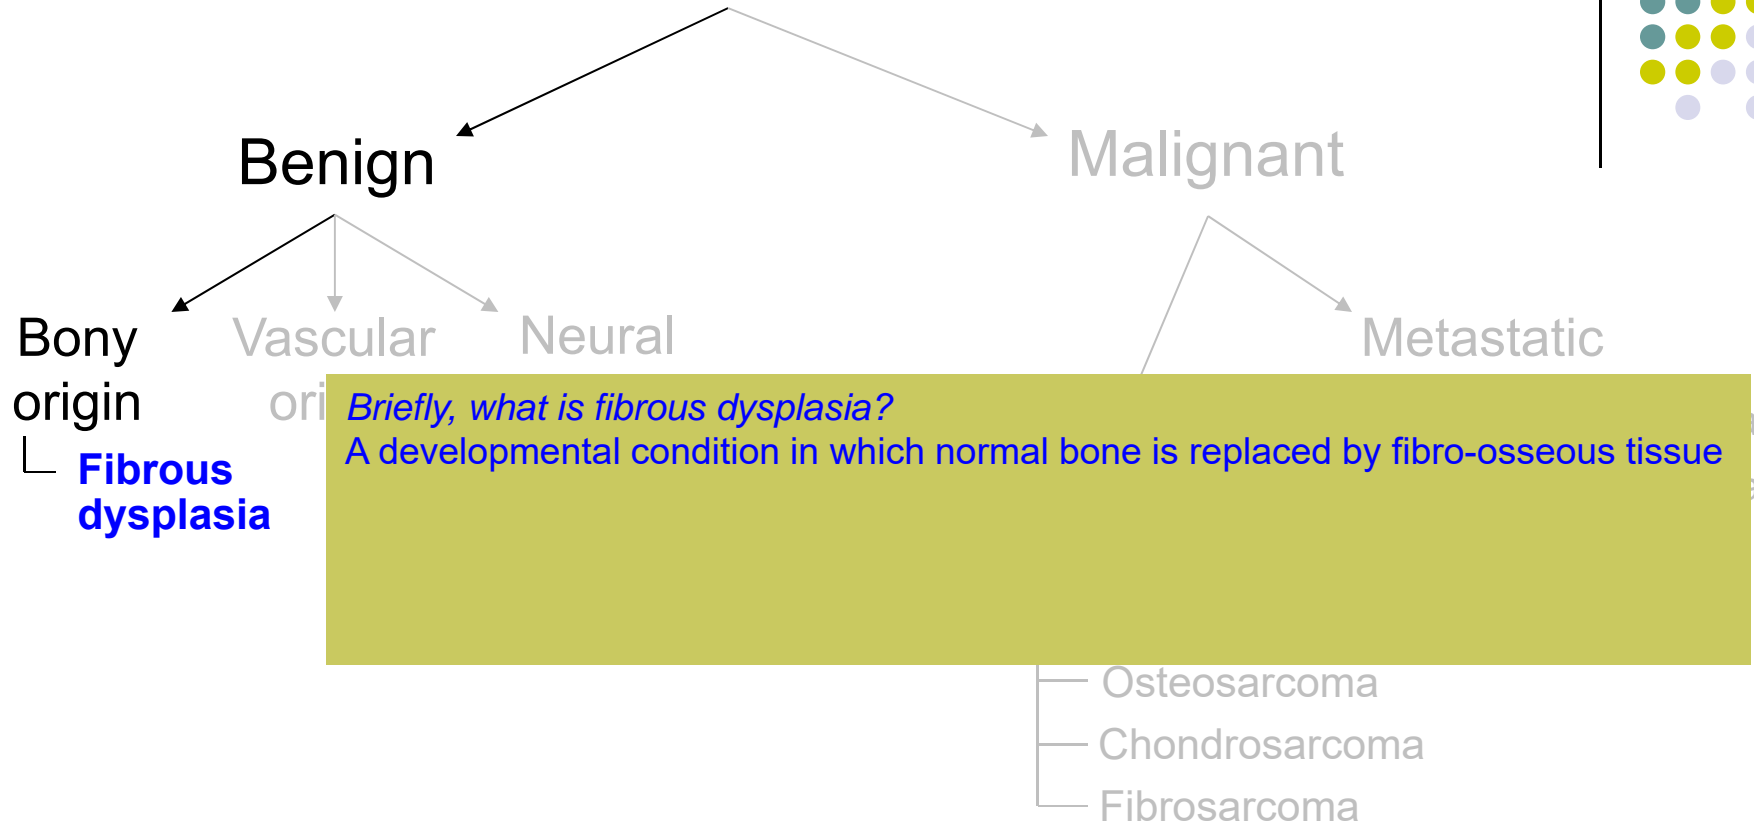 Benign
Malignant
Bony
origin
Vascular
Neural
Metastatic
Fibrous
dysplasia
Briefly, what is fibrous dysplasia?
A developmental condition in which normal bone is replaced by fibro-osseous tissue
Osteosarcoma
Chondrosarcoma
Fibrosarcoma